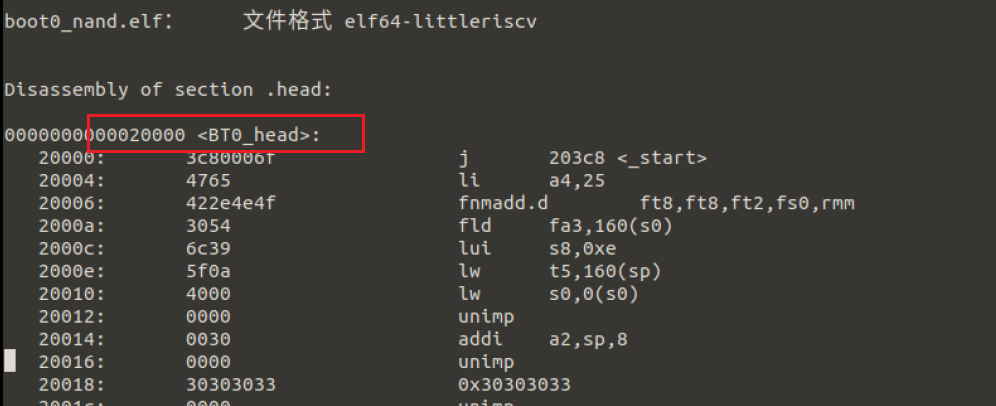 boot0_nand.elf：     文件格式 elf64-littleriscv
Disassembly of section .head:
0000000000020000 <BT0_head>:
20000: 3c80006f j 203c8 <_start>
20004: 4765 li a4,25
20006: 422e4e4f fnmadd.d ft8,ft8,ft2,fs0,rmm
2000a: 3054 fld fa3,160(s0)
2000c: 6c39 lui s8,0xe
2000e: 5f0a lw t5,160(sp)
20010: 4000 lw s0,0(s0)
20012: 0000 unimp
20014: 0030 addi a2,sp,8
20016: 0000 unimp
20018: 30303033 0x30303033
2001c: 0000 unimp